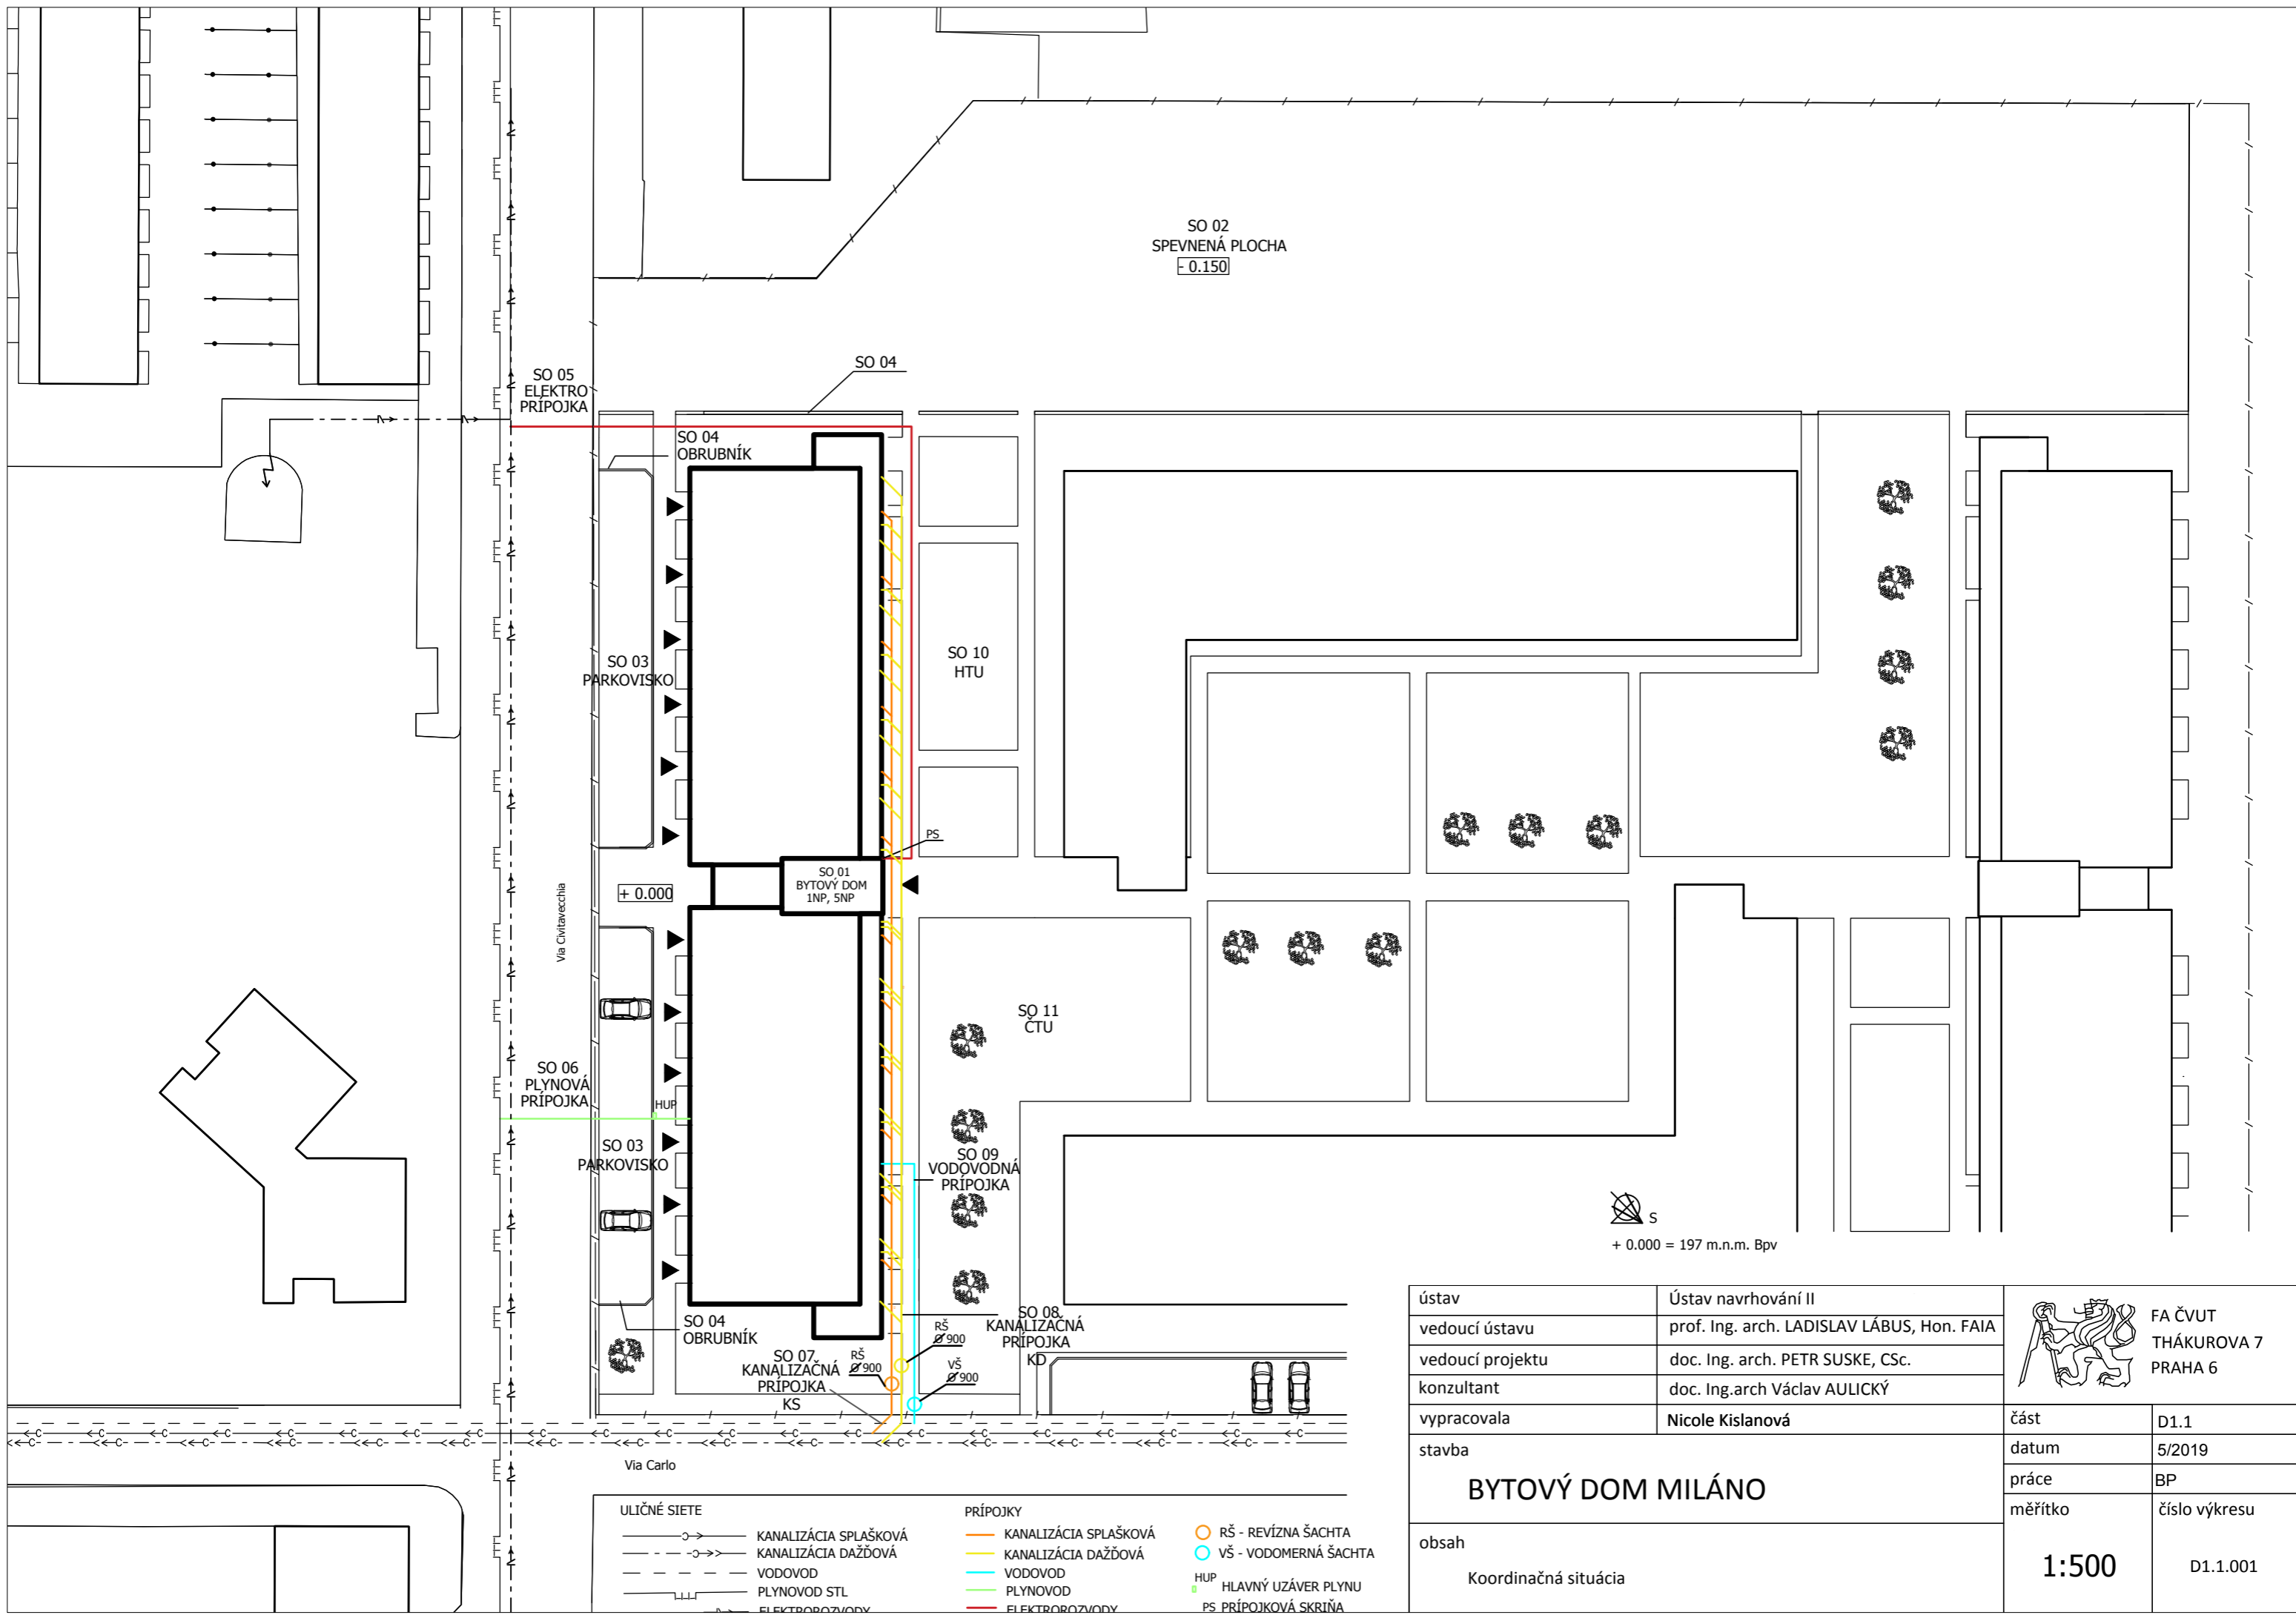 SO 02
SPEVNENÁ PLOCHA
- 0.150
SO 04
SO 05
ELEKTRO
PRÍPOJKA
SO 04
OBRUBNÍK
SO 03
PARKOVISKO
SO 10
HTU
PS
SO 01
BYTOVÝ DOM
1NP, 5NP
+ 0.000
Via Civitavecchia
SO 11
ČTU
SO 06
PLYNOVÁ
PRÍPOJKA
HUP
SO 03
PARKOVISKO
SO 09
VODOVODNÁ
PRÍPOJKA
S
+ 0.000 = 197 m.n.m. Bpv
SO 04
OBRUBNÍK
SO 08
KANALIZAČNÁ
PRÍPOJKA
KD
RŠ
Ø 900
SO 07
KANALIZAČNÁ
PRÍPOJKA
KS
RŠ
Ø 900
VŠ
Ø 900
Via Carlo
ULIČNÉ SIETE
KANALIZÁCIA SPLAŠKOVÁ
KANALIZÁCIA DAŽĎOVÁ
VODOVOD
PLYNOVOD STL
ELEKTROROZVODY
PRÍPOJKY
KANALIZÁCIA SPLAŠKOVÁ
KANALIZÁCIA DAŽĎOVÁ
VODOVOD
PLYNOVOD
ELEKTROROZVODY
RŠ - REVÍZNA ŠACHTA
VŠ - VODOMERNÁ ŠACHTA
HUP HLAVNÝ UZÁVER PLYNU
PS PRÍPOJKOVÁ SKRIŇA
ústav Ústav navrhování II
vedoucí ústavu prof. Ing. arch. LADISLAV LÁBUS, Hon. FAIA
vedoucí projektu doc. Ing. arch. PETR SUSKE, CSc.
konzultant doc. Ing.arch Václav AULICKÝ
vypracovala Nicole Kislanová
FA ČVUT
THÁKUROVA 7
PRAHA 6
část D1.1
datum 5/2019
práce BP
stavba
BYTOVÝ DOM MILÁNO
měřítko číslo výkresu
1:500 D1.1.001
obsah
Koordinačná situácia